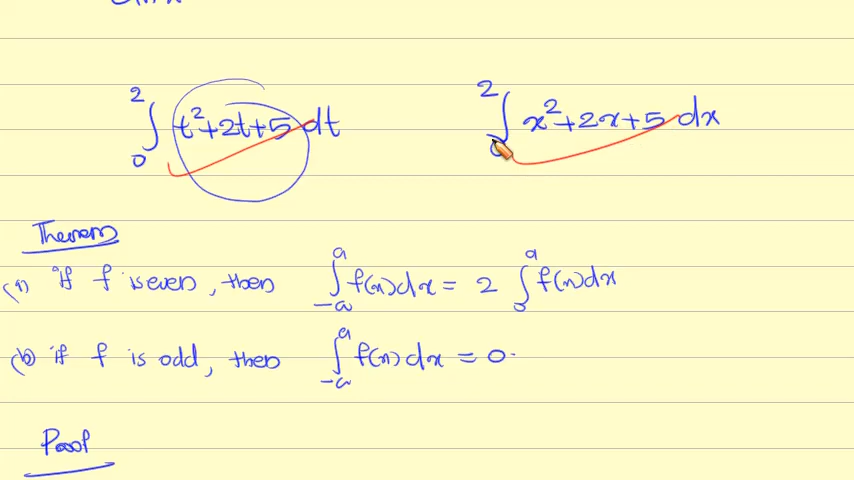 ∫₀² t²+2t+5 dt    ∫₀² x²+2x+5 dx
Theorem
(a) if f is even, then ∫₋ₐᵃ f(x)dx = 2 ∫₀ᵃ f(x)dx
(b) if f is odd, then ∫₋ₐᵃ f(x)dx = 0.
Proof